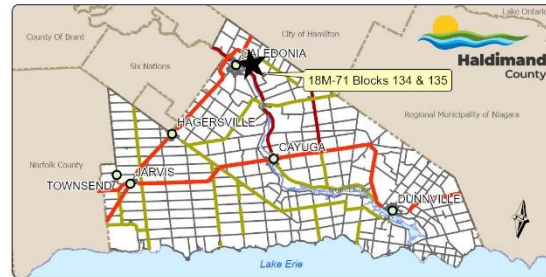 Lake Ontario
County Of Brant
City of Hamilton
Haldimand
County
Six Nations
CALEDONIA
18M-71 Blocks 134 & 135
Regional Municipality of Niagara
HAGERSVILLE
Norfolk County
CAYUGA
TOWNSEND
JARVIS
DUNNVILLE
Lake Erie